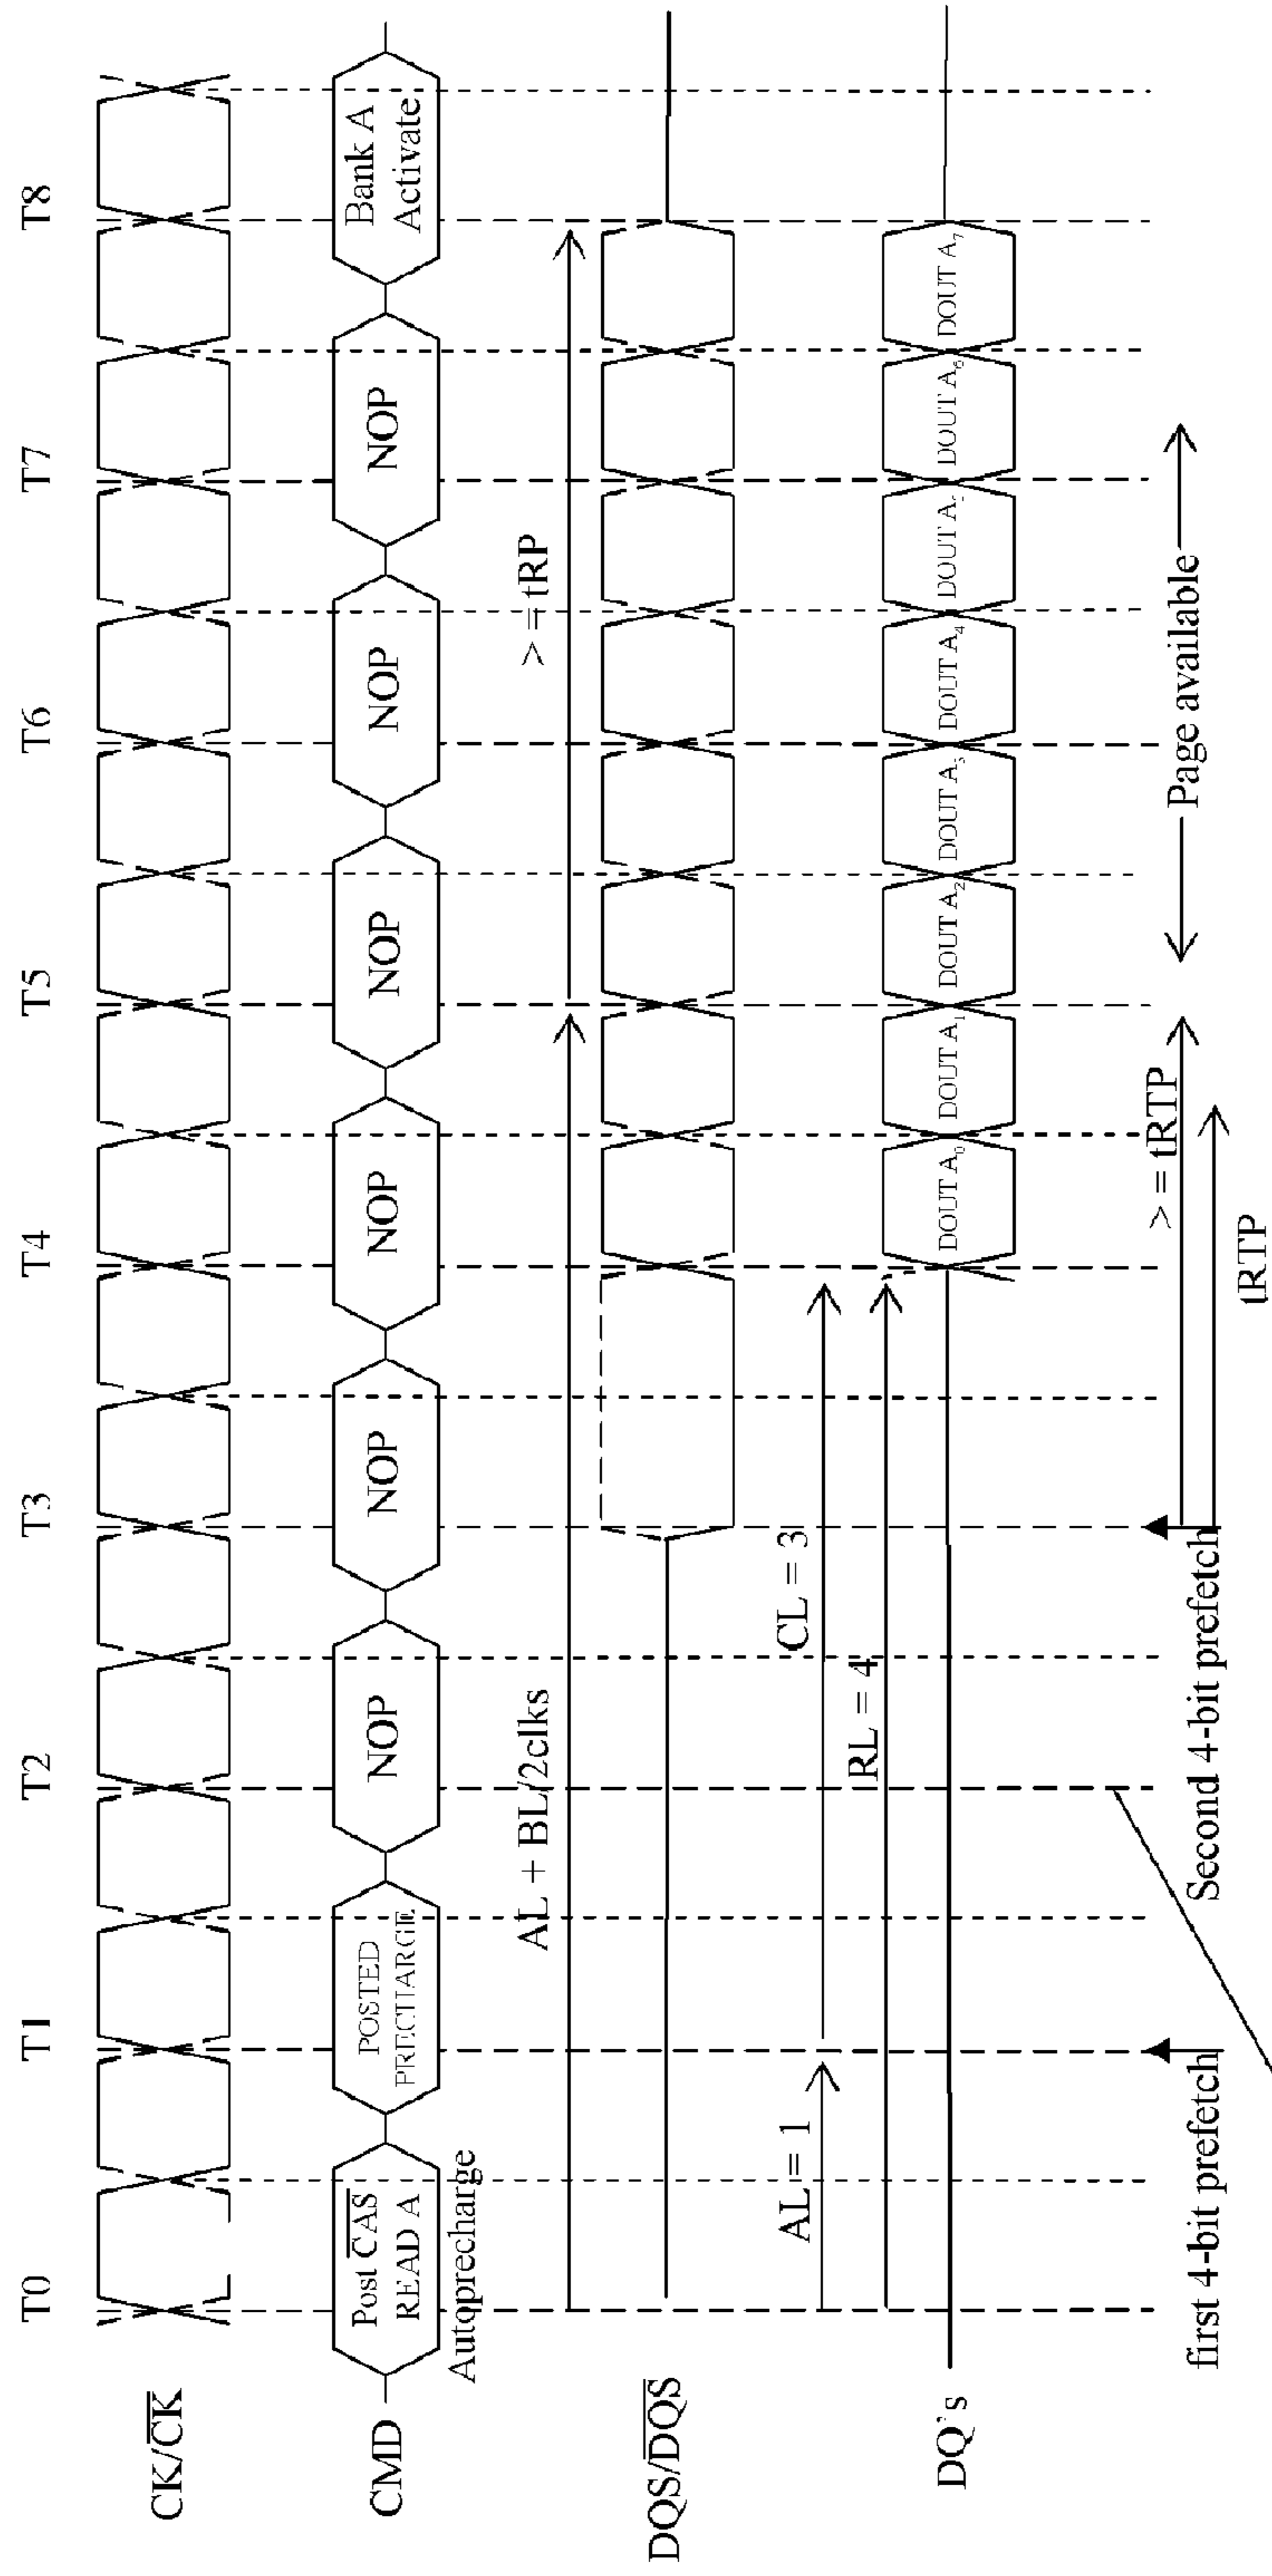 T0 T1 T2 T3 T4 T5 T6 T7 T8
CK/CK
CMD
Post CAS
READ A
Autoprecharge
POSTED
PRECHARGE
NOP
NOP
NOP
NOP
NOP
NOP
Bank A
Activate
AL + BL/2clks
> = tRP
DQS/DQS
AL = 1
CL = 3
RL = 4
DQ's
DOUT A0
DOUT A1
DOUT A2
DOUT A3
DOUT A4
DOUT A
DOUT A6
DOUT A7
first 4-bit prefetch
Second 4-bit prefetch
> = tRTP
tRTP
Page available